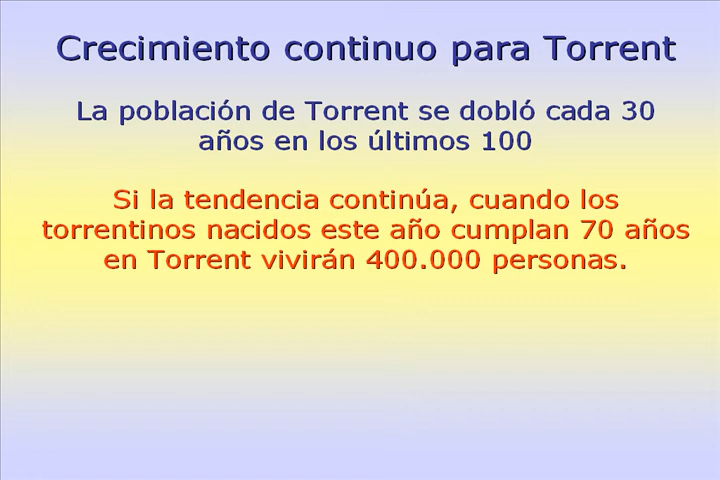 Crecimiento continuo para Torrent
La población de Torrent se dobló cada 30
años en los últimos 100
Si la tendencia continúa, cuando los
torrentinos nacidos este año cumplan 70 años
en Torrent vivirán 400.000 personas.